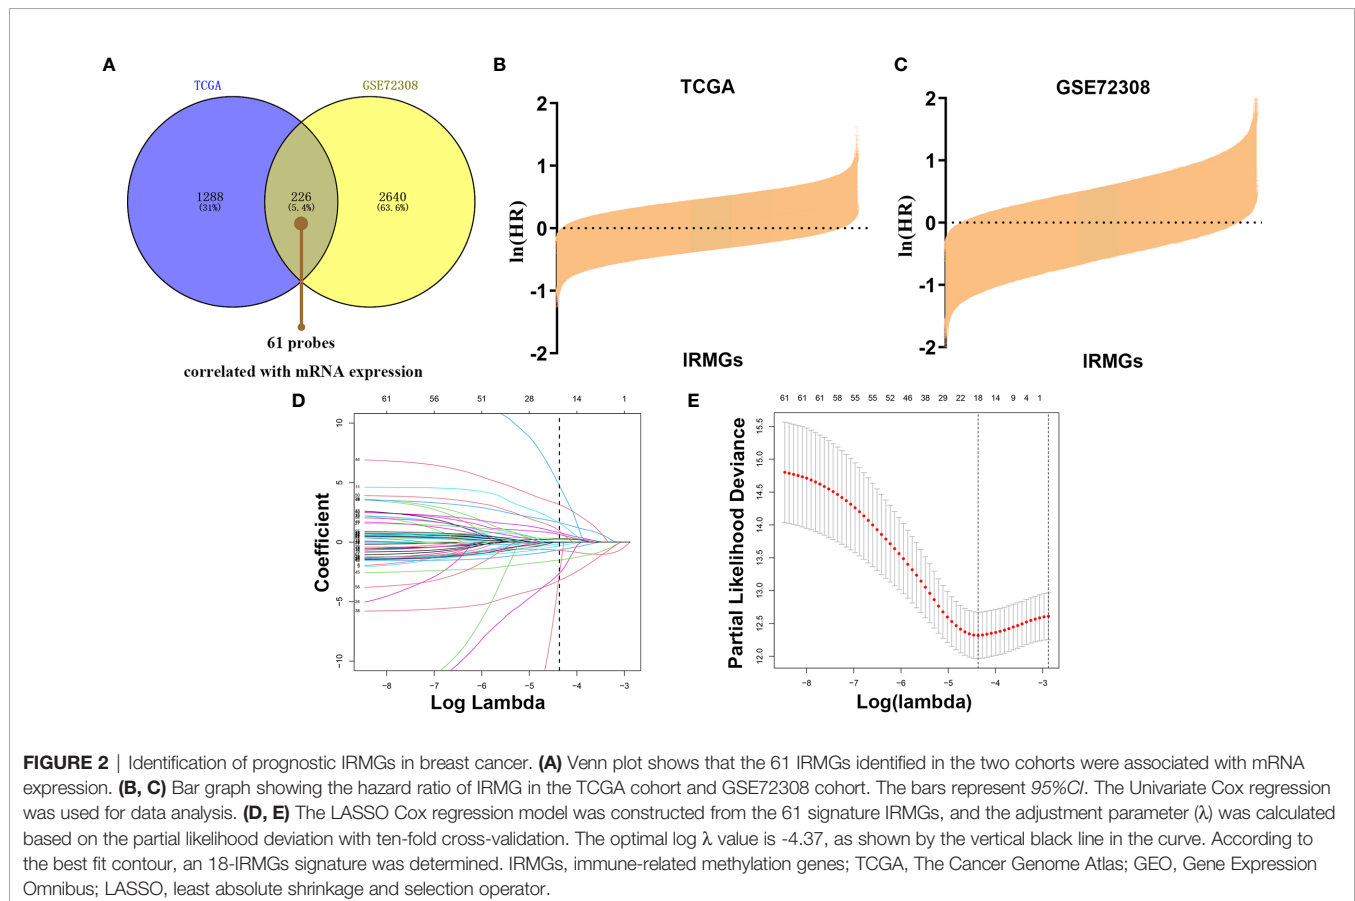 A
TCGA
GSE72308
1288
(31%)
226
(5.4%)
2640
(63.6%)
61 probes
correlated with mRNA expression
B
TCGA
2
1
0
-1
-2
ln(HR)
IRMGs
C
GSE72308
2
1
0
-1
-2
ln(HR)
IRMGs
D
61 56 51 28 14 1
10
5
0
−5
−10
Coefficient
−8 −7 −6 −5 −4 −3
Log Lambda
E
61 61 61 58 55 55 52 46 38 29 22 18 14 9 4 1
15.5
15.0
14.5
14.0
13.5
13.0
12.5
12.0
Partial Likelihood Deviance
−8 −7 −6 −5 −4 −3
Log(lambda)
FIGURE 2 | Identification of prognostic IRMGs in breast cancer. (A) Venn plot shows that the 61 IRMGs identified in the two cohorts were associated with mRNA
expression. (B, C) Bar graph showing the hazard ratio of IRMG in the TCGA cohort and GSE72308 cohort. The bars represent 95%CI. The Univariate Cox regression
was used for data analysis. (D, E) The LASSO Cox regression model was constructed from the 61 signature IRMGs, and the adjustment parameter (λ) was calculated
based on the partial likelihood deviation with ten-fold cross-validation. The optimal log λ value is -4.37, as shown by the vertical black line in the curve. According to
the best fit contour, an 18-IRMGs signature was determined. IRMGs, immune-related methylation genes; TCGA, The Cancer Genome Atlas; GEO, Gene Expression
Omnibus; LASSO, least absolute shrinkage and selection operator.